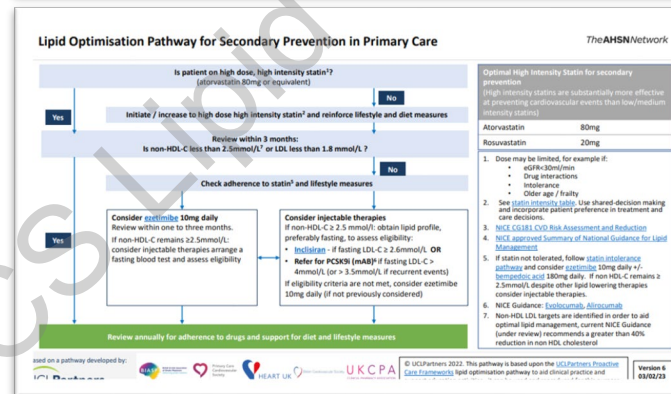 CS Lipid
Lipid Optimisation Pathway for Secondary Prevention in Primary Care
TheAHSNNetwork
Is patient on high dose, high intensity statin¹?
(atorvastatin 80mg or equivalent)
No
Yes
Initiate / increase to high dose high intensity statin² and reinforce lifestyle and diet measures
Review within 3 months:
Is non-HDL-C less than 2.5mmol/L⁷ or LDL less than 1.8 mmol/L ?
No
Check adherence to statin³ and lifestyle measures
Yes
Consider ezetimibe 10mg daily
Review within one to three months.
If non-HDL-C remains ≥2.5mmol/L:
consider injectable therapies arrange a
fasting blood test and assess eligibility
Consider injectable therapies
If non-HDL-C ≥ 2.5 mmol/l: obtain lipid profile,
preferably fasting, to assess eligibility:
• Inclisiran - if fasting LDL-C ≥ 2.6mmol/L OR
• Refer for PCSK9i (mAB)⁶ if fasting LDL-C >
4mmol/L (or > 3.5mmol/L if recurrent events)
If eligibility criteria are not met, consider ezetimibe
10mg daily (if not previously considered)
Review annually for adherence to drugs and support for diet and lifestyle measures
Optimal High Intensity Statin for secondary
prevention
(High intensity statins are substantially more effective
at preventing cardiovascular events than low/medium
intensity statins)
Atorvastatin 80mg
Rosuvastatin 20mg
1. Dose may be limited, for example if:
• eGFR<30ml/min
• Drug interactions
• Intolerance
• Older age / frailty
2. See statin intensity table. Use shared-decision making
and incorporate patient preference in treatment and
care decisions.
3. NICE CG181 CVD Risk Assessment and Reduction
4. NICE approved Summary of National Guidance for Lipid
Management
5. If statin not tolerated, follow statin intolerance
pathway and consider ezetimibe 10mg daily +/-
bempedoic acid 180mg daily. If non HDL-C remains ≥
2.5mmol/L despite other lipid lowering therapies
consider injectable therapies.
6. NICE Guidance: Evolocumab, Alirocumab
7. Non-HDL LDL targets are identified in order to aid
optimal lipid management, current NICE Guidance
(under review) recommends a greater than 40%
reduction in non HDL cholesterol
ased on a pathway developed by:
UCLPartners
Primary Care
Cardiovascular
Society
HEART UK
UKCPA
© UCLPartners 2022. This pathway is based upon the UCLPartners Proactive
Care Frameworks lipid optimisation pathway to aid clinical practice and
Version 6
03/02/23